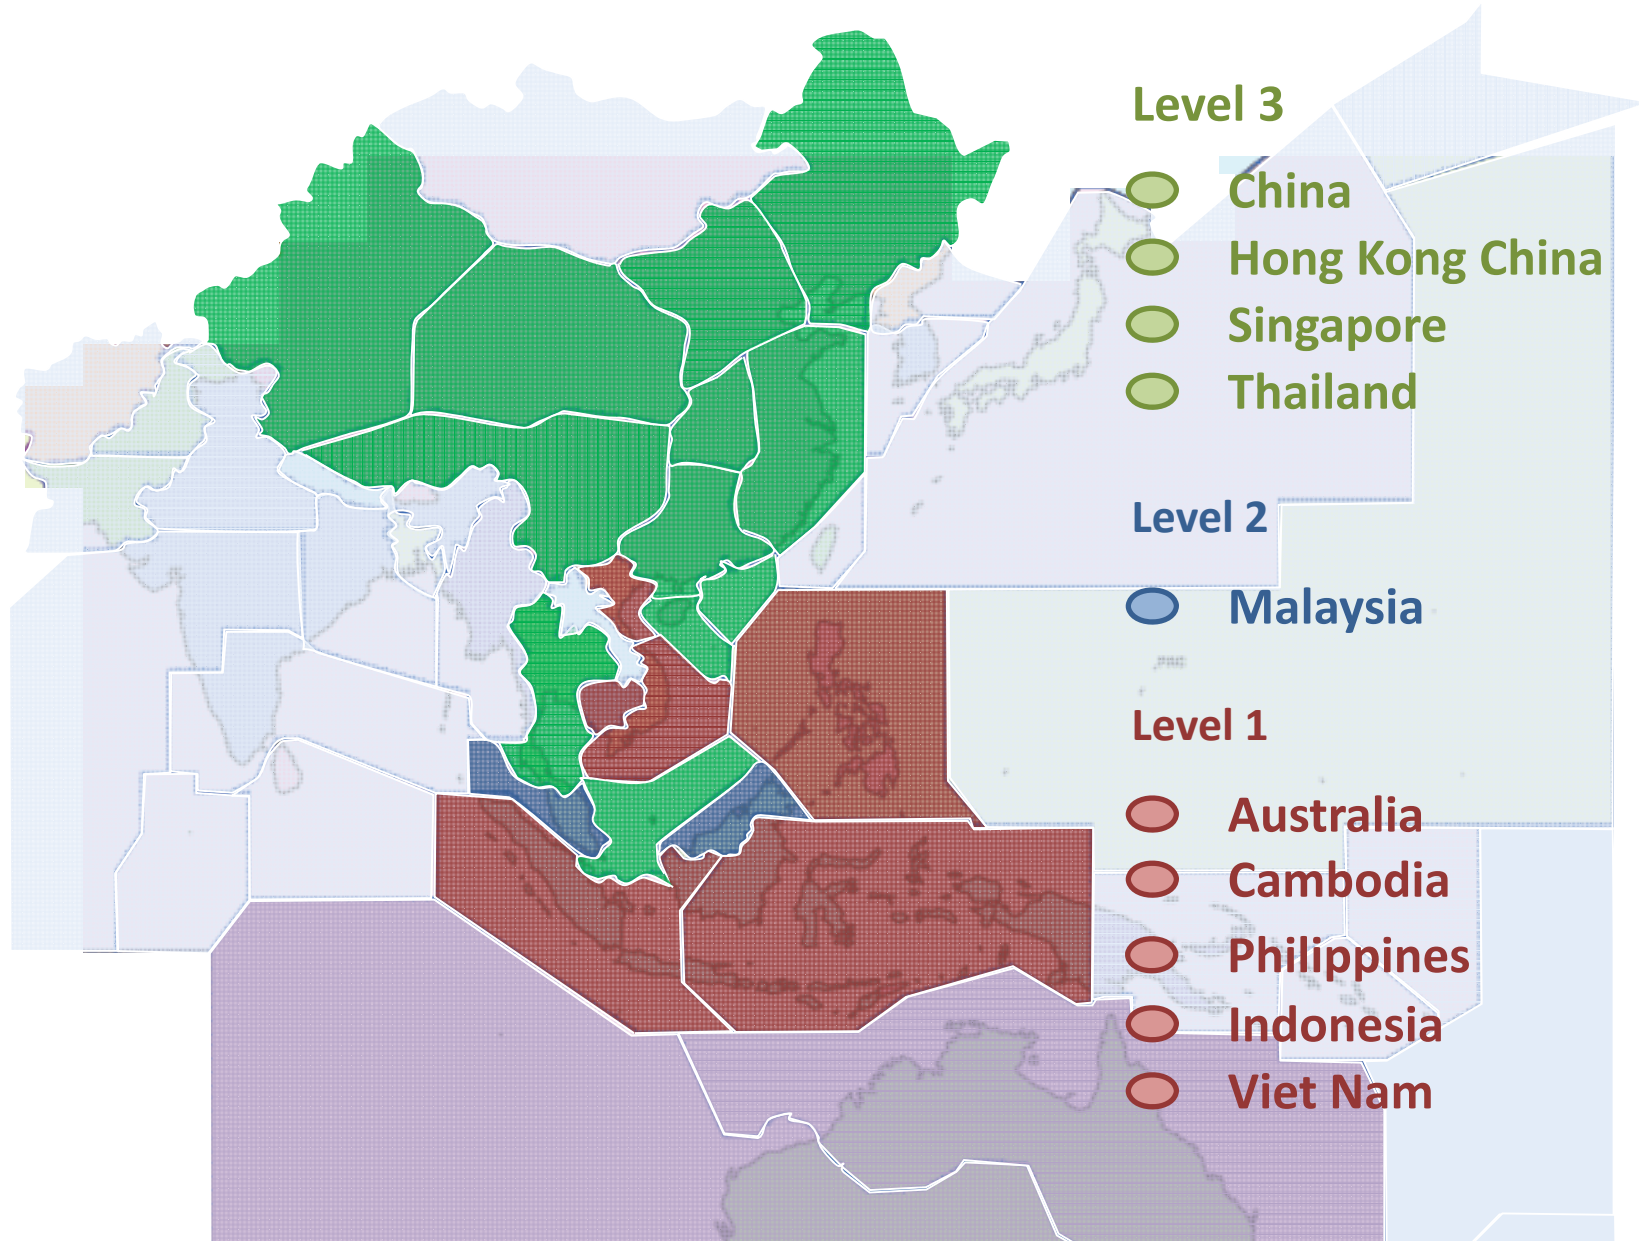 Level 3
China
Hong Kong China
Singapore
Thailand
Level 2
Malaysia
Level 1
Australia
Cambodia
Philippines
Indonesia
Viet Nam